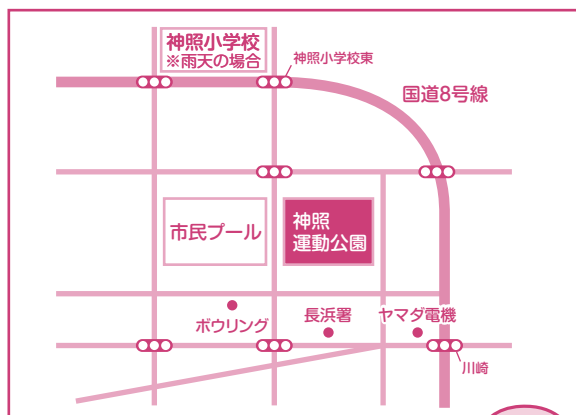 神照小学校
※雨天の場合
神照小学校東
国道8号線
市民プール
神照
運動公園
ボウリング
長浜署
ヤマダ電機
川崎